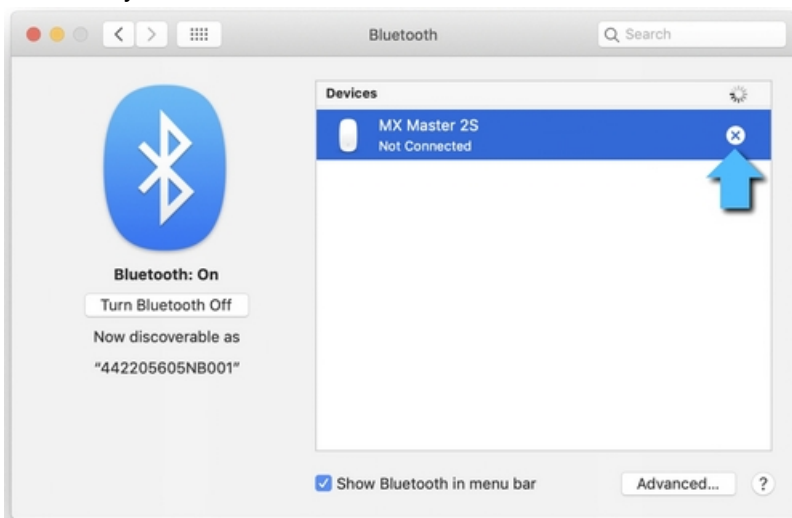 Bluetooth
Search
Devices
MX Master 2S
Not Connected
Bluetooth: On
Turn Bluetooth Off
Now discoverable as
"442205605NB001"
Show Bluetooth in menu bar
Advanced...
?